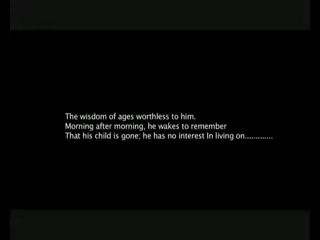 The wisdom of ages worthless to him.
Morning after morning, he wakes to remember
That his child is gone; he has no interest In living on.............